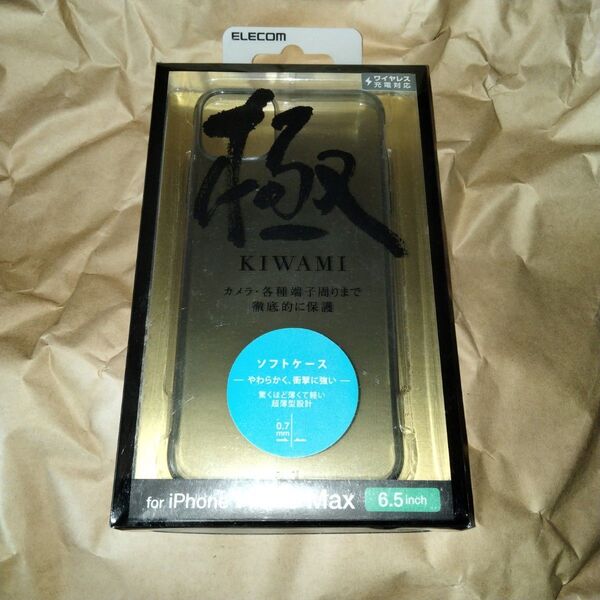 ELECOM
ワイヤレス
充電対応
極
KIWAMI
カメラ・各種端子周りまで
徹底的に保護
ソフトケース
やわらかく、衝撃に強い
驚くほど薄くて軽い
超薄型設計
0.7
mm
for iPhone Max 6.5inch